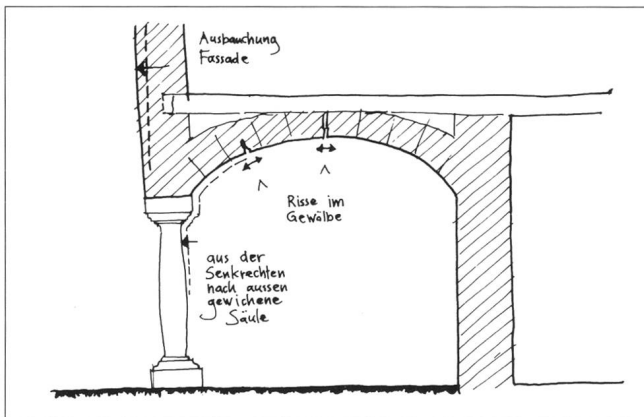 Ausbauchung
Fassade
Risse im
Gewölbe
aus der
Senkrechten
nach aussen
gewichene
Säule